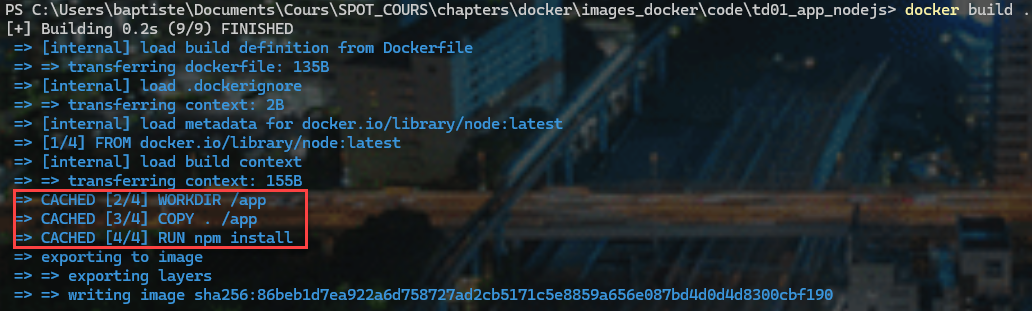 PS C:\Users\baptiste\Documents\Cours\SPOT_COURS\chapters\docker\images_docker\code\td01_app_nodejs> docker build .
[+] Building 0.2s (9/9) FINISHED
=> [internal] load build definition from Dockerfile
=> => transferring dockerfile: 135B
=> [internal] load .dockerignore
=> => transferring context: 2B
=> [internal] load metadata for docker.io/library/node:latest
=> [1/4] FROM docker.io/library/node:latest
=> [internal] load build context
=> => transferring context: 155B
=> CACHED [2/4] WORKDIR /app
=> CACHED [3/4] COPY . /app
=> CACHED [4/4] RUN npm install
=> exporting to image
=> => exporting layers
=> => writing image sha256:86beb1d7ea922a6d758727ad2cb5171c5e8859a656e087bd4d0d4d8300cbf190